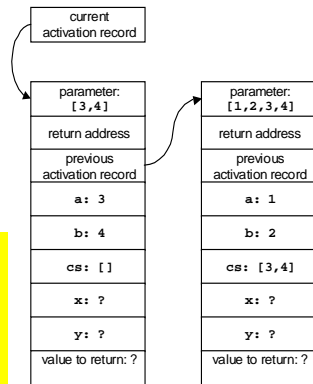 current
activation record
parameter:
[3,4]
return address
previous
activation record
a: 3
b: 4
cs: []
x: ?
y: ?
value to return: ?
parameter:
[1,2,3,4]
return address
previous
activation record
a: 1
b: 2
cs: [3,4]
x: ?
y: ?
value to return: ?